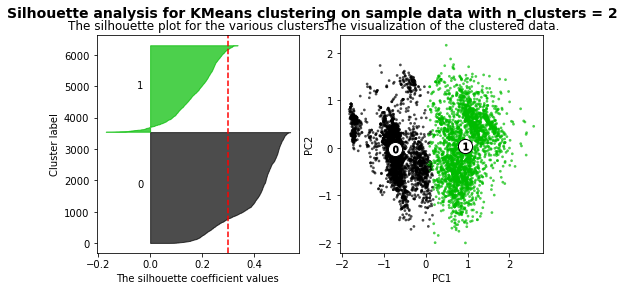 Silhouette analysis for KMeans clustering on sample data with n_clusters = 2
The silhouette plot for the various clusters.
The visualization of the clustered data.
Cluster label
6000
5000
4000
3000
2000
1000
0
1
0
−0.2 0.0 0.2 0.4
The silhouette coefficient values
PC2
2
1
0
−1
−2
0
1
−2 −1 0 1 2
PC1